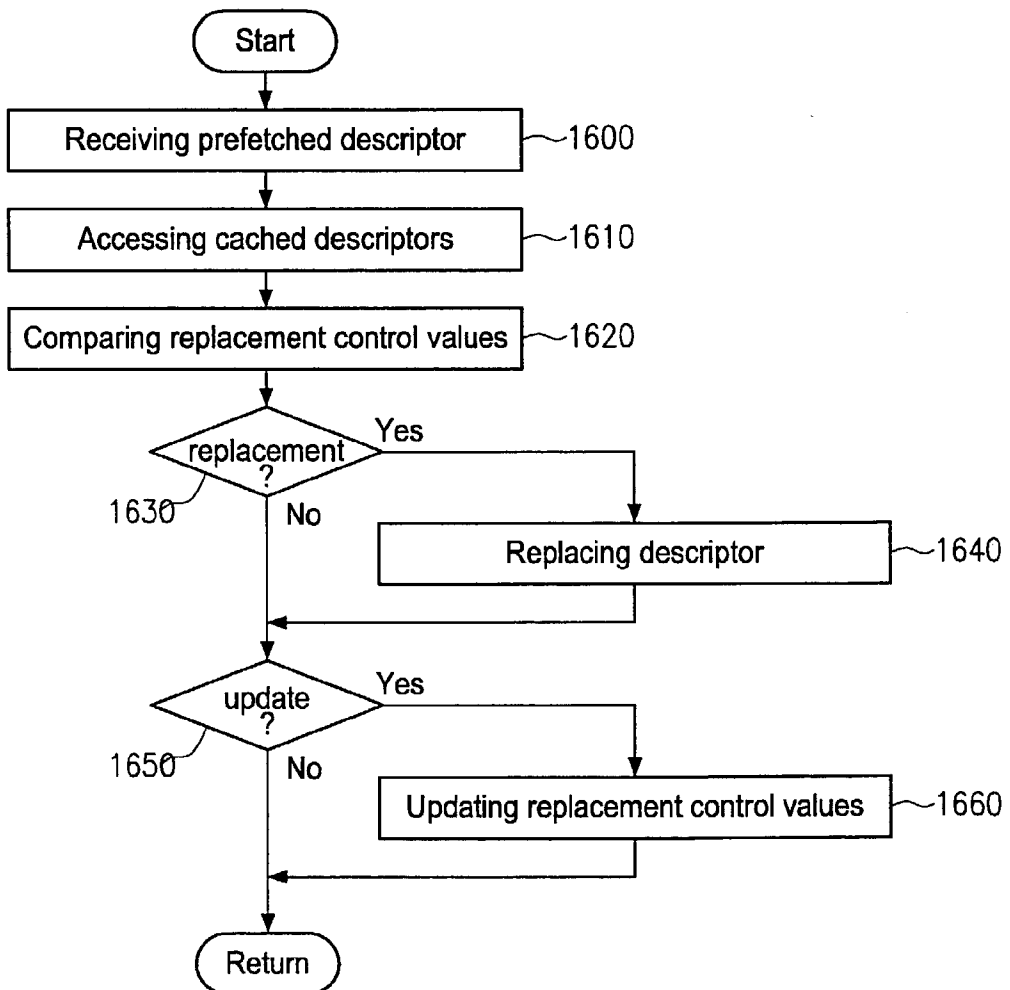 Start
Receiving prefetched descriptor 1600
Accessing cached descriptors 1610
Comparing replacement control values 1620
replacement
?
Yes
1630
No
Replacing descriptor 1640
update
?
Yes
1650
No
Updating replacement control values 1660
Return